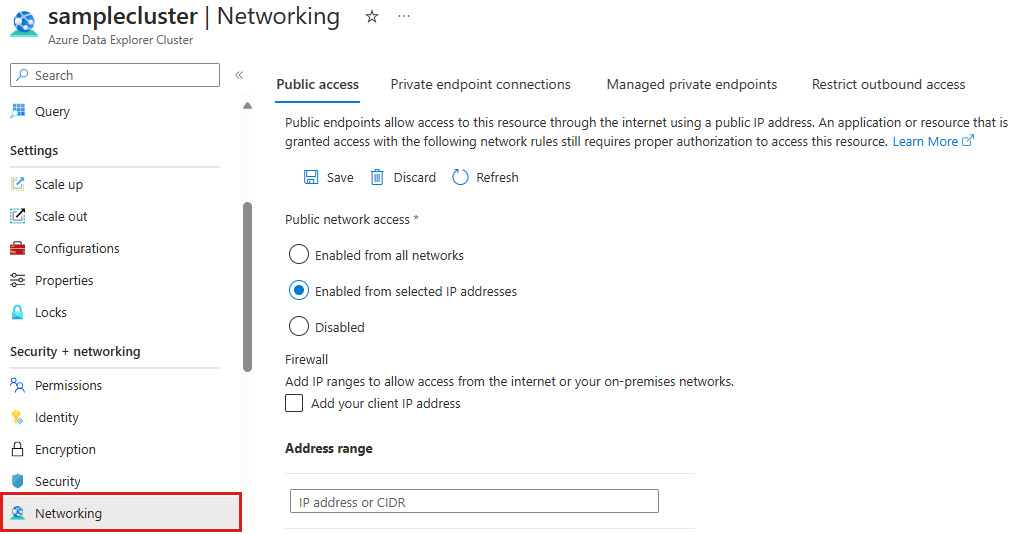 samplecluster | Networking
Azure Data Explorer Cluster
Search
Query
Settings
Scale up
Scale out
Configurations
Properties
Locks
Security + networking
Permissions
Identity
Encryption
Security
Networking
Public access
Private endpoint connections
Managed private endpoints
Restrict outbound access
Public endpoints allow access to this resource through the internet using a public IP address. An application or resource that is
granted access with the following network rules still requires proper authorization to access this resource. Learn More
Save
Discard
Refresh
Public network access *
Enabled from all networks
Enabled from selected IP addresses
Disabled
Firewall
Add IP ranges to allow access from the internet or your on-premises networks.
Add your client IP address
Address range
IP address or CIDR